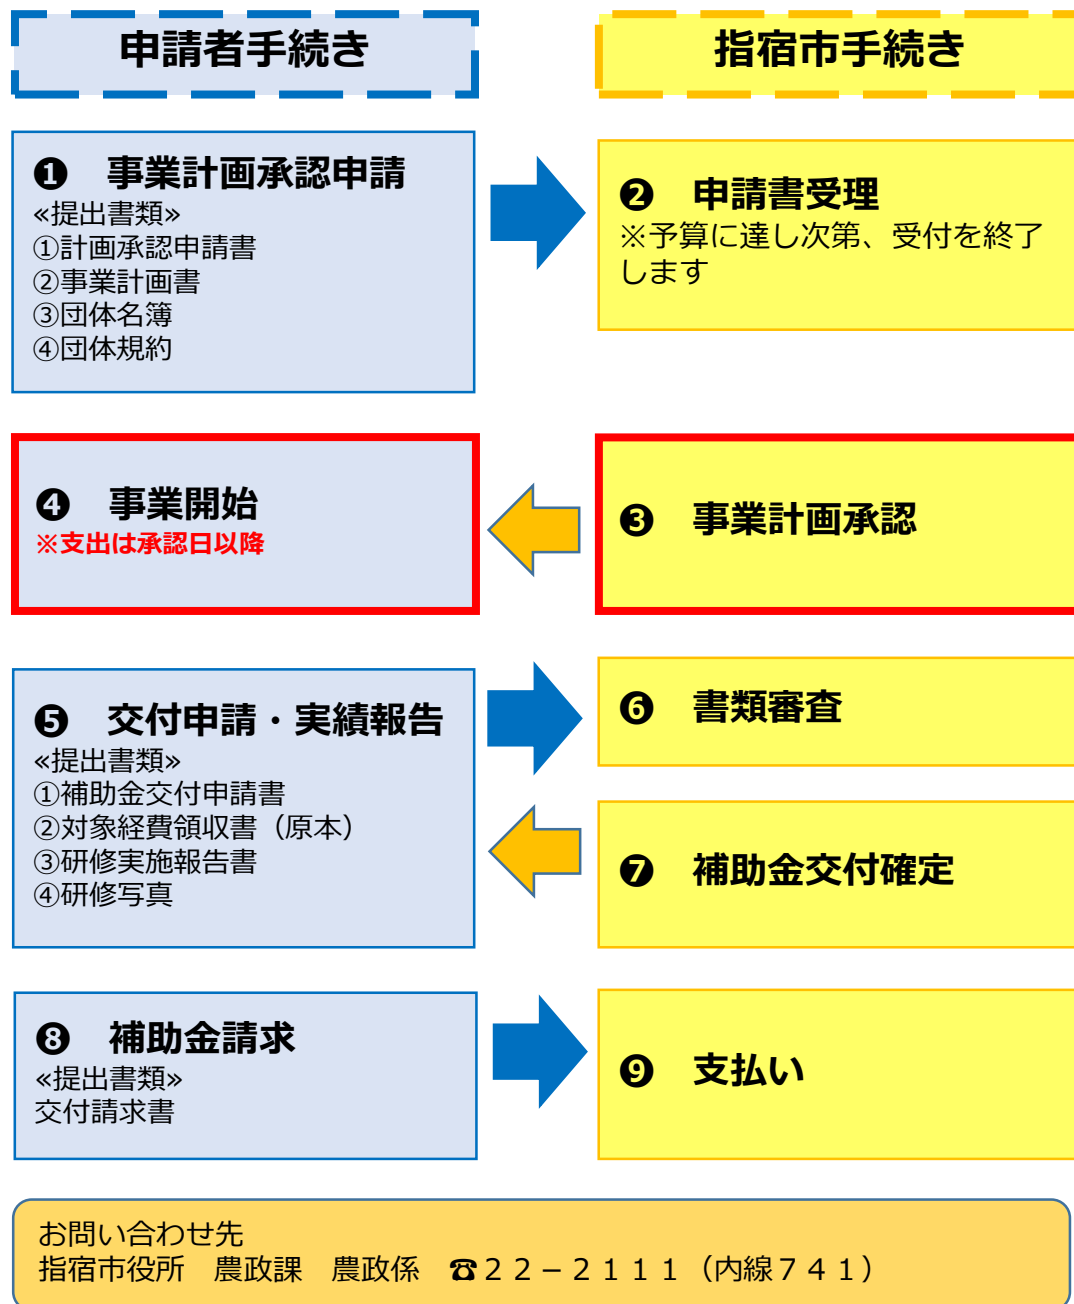 申請者手続き
指宿市手続き
❶　事業計画承認申請
«提出書類»
①計画承認申請書
②事業計画書
③団体名簿
④団体規約
❷　申請書受理
※予算に達し次第、受付を終了
します
❸　事業計画承認
❹　事業開始
※支出は承認日以降
❺　交付申請・実績報告
«提出書類»
①補助金交付申請書
②対象経費領収書（原本）
③研修実施報告書
④研修写真
❻　書類審査
❼　補助金交付確定
❽　補助金請求
«提出書類»
交付請求書
❾　支払い
お問い合わせ先
指宿市役所　農政課　農政係　☎２２－２１１１（内線７４１）